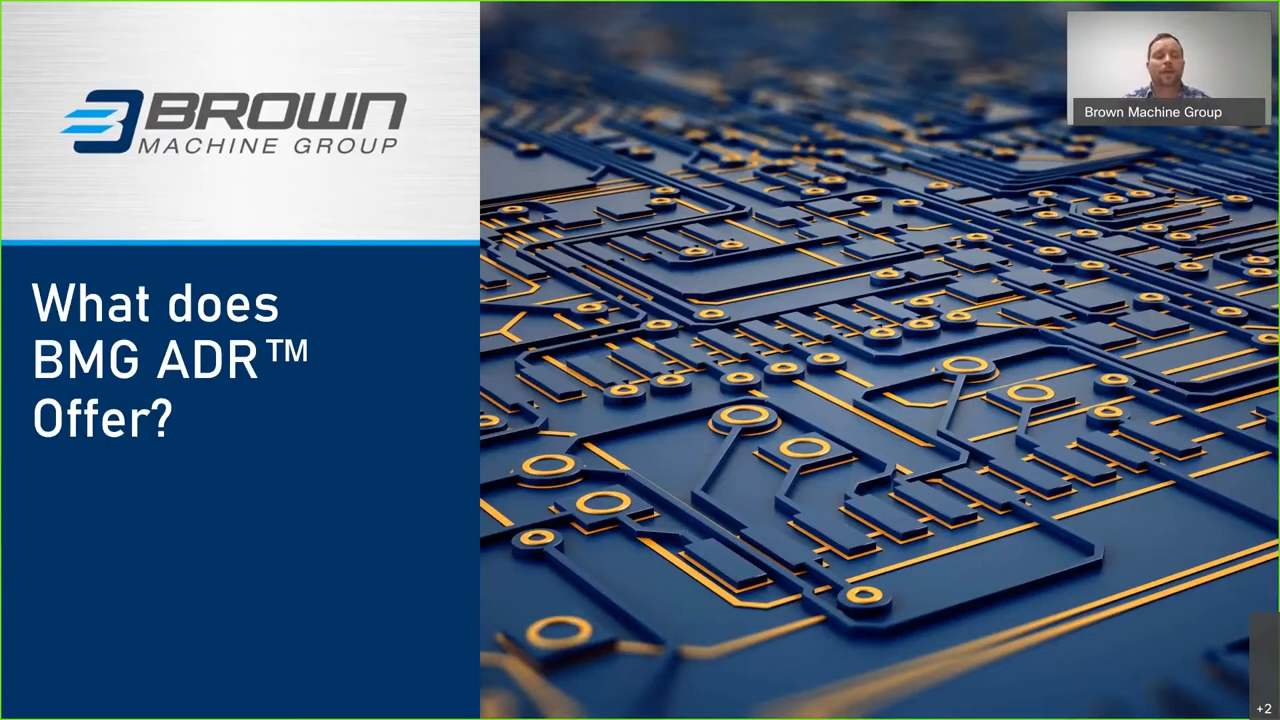 BROWN
MACHINE GROUP
What does
BMG ADR™
Offer?
Brown Machine Group
+2